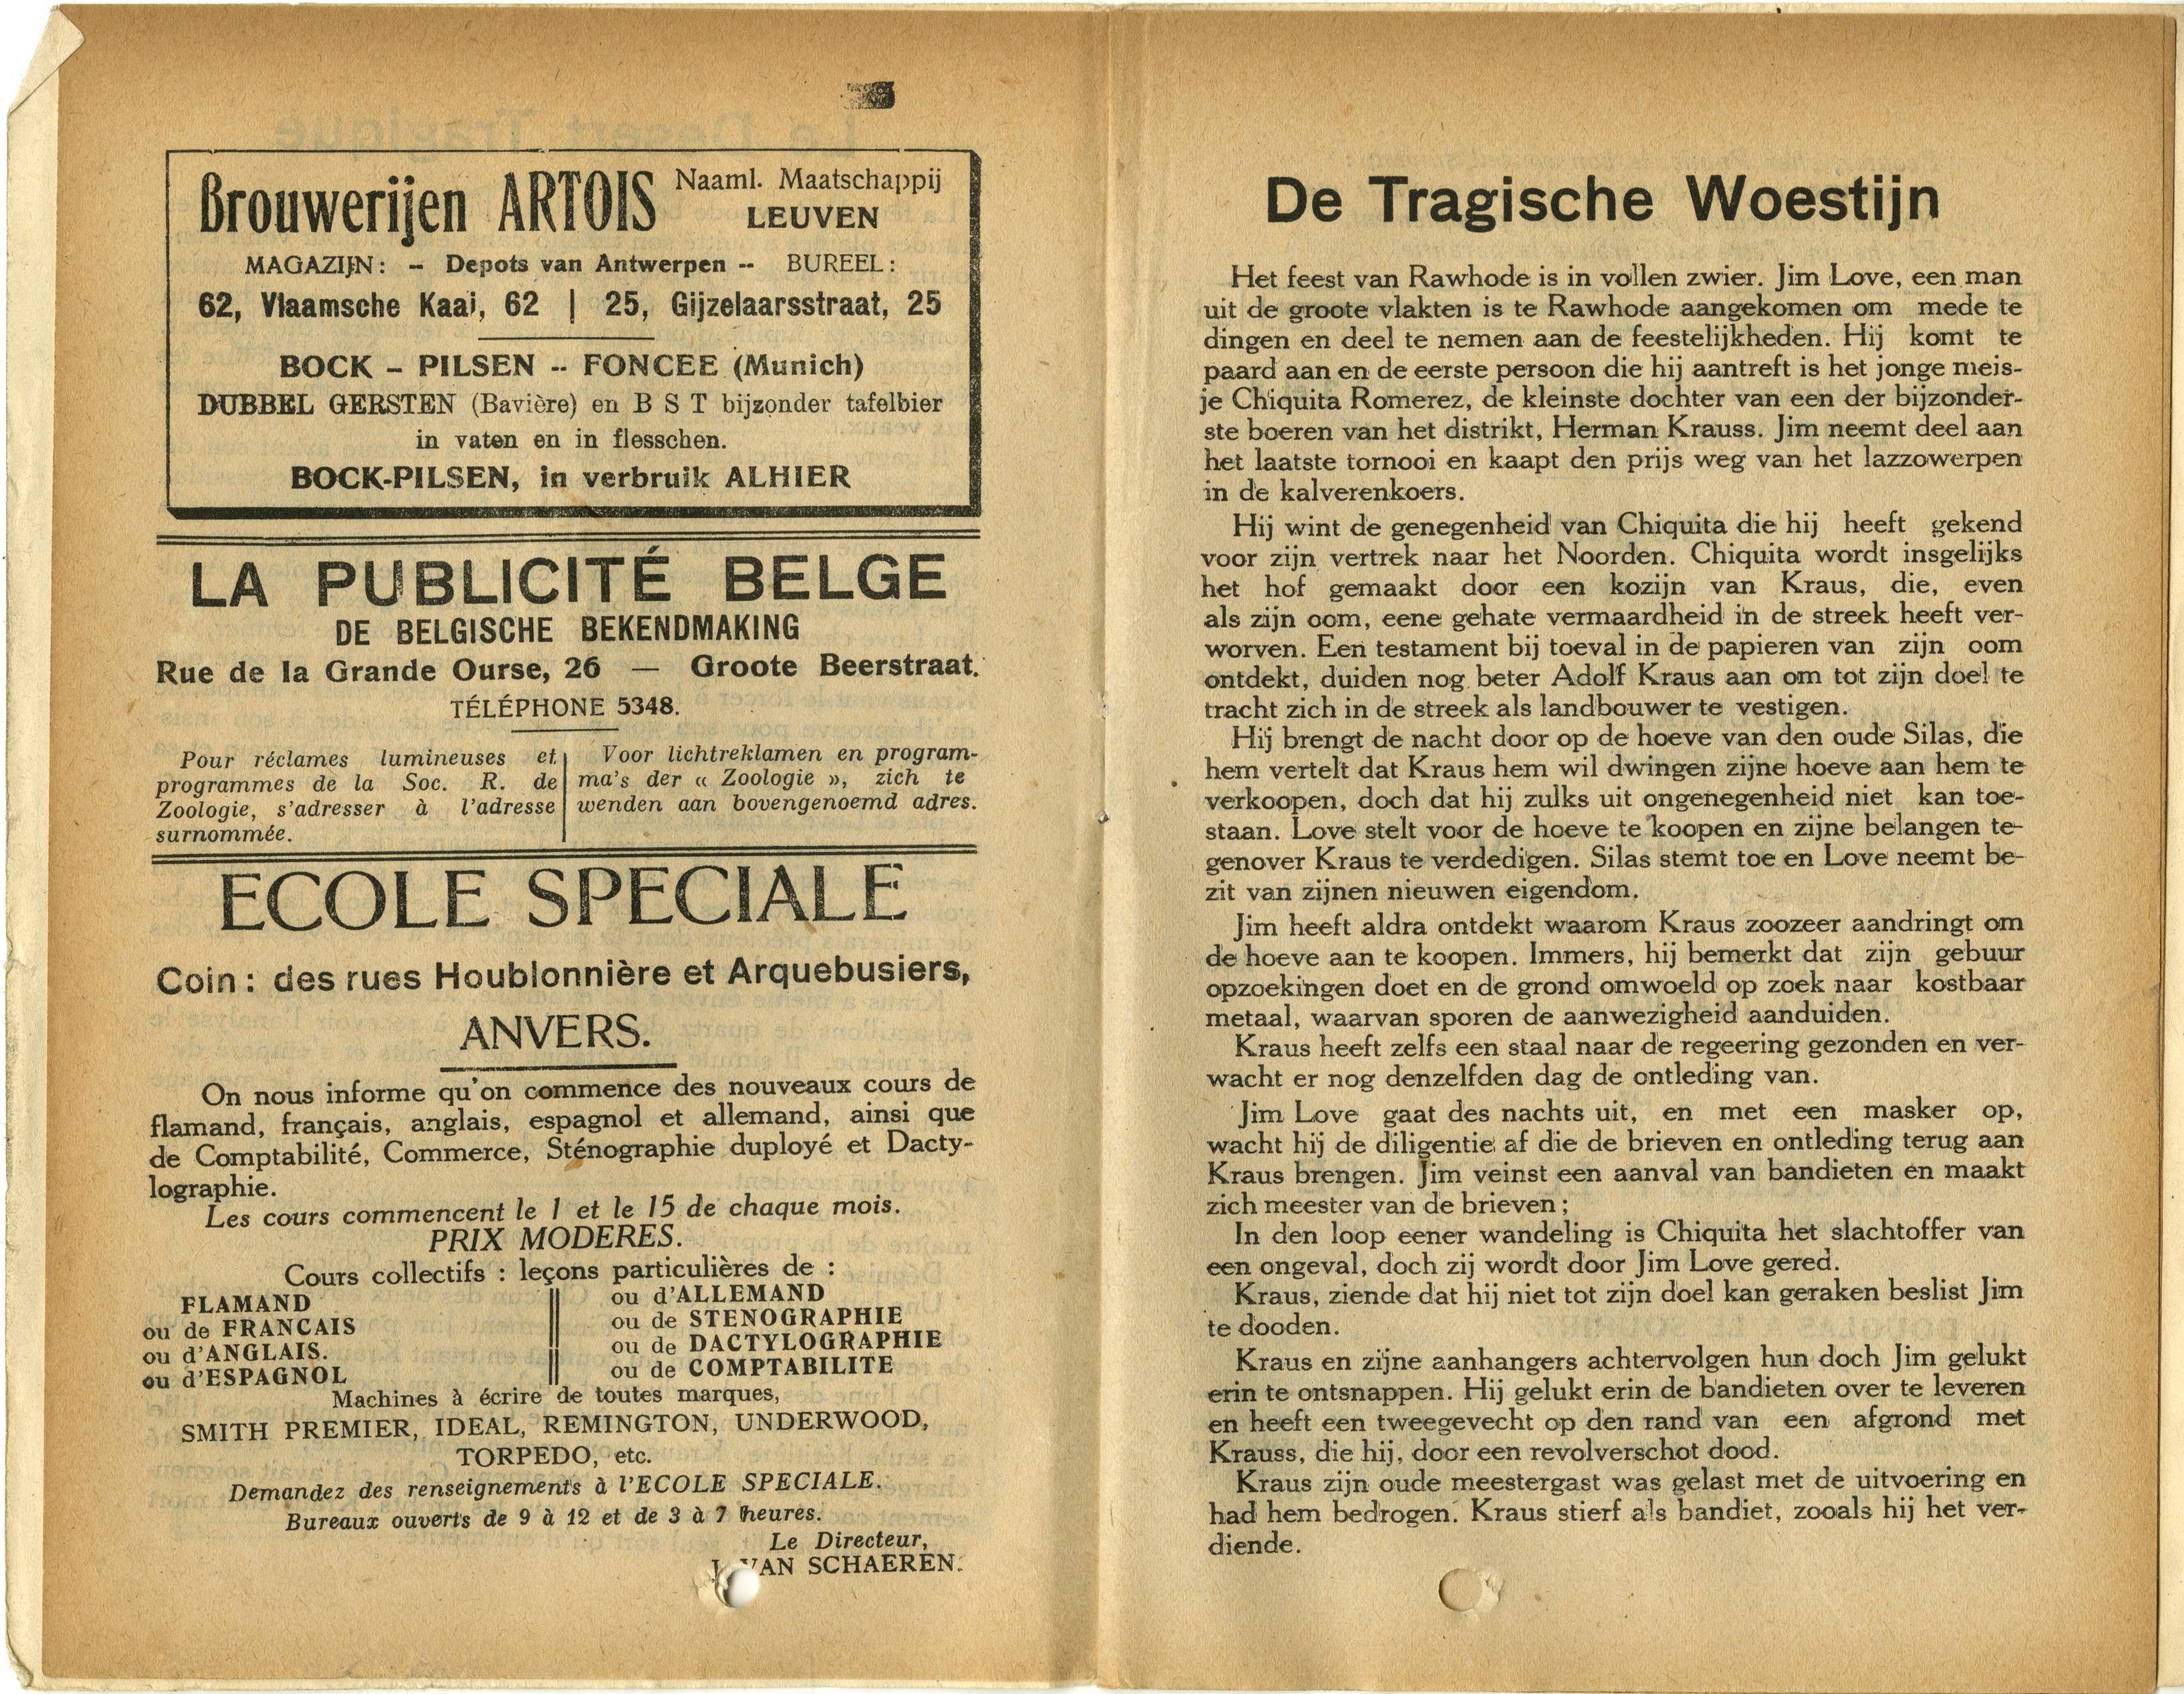 Brouwerijen ARTOIS Naaml. Maatschappij
LEUVEN
MAGAZIJN: - Depots van Antwerpen -- BUREEL:
62, Vlaamsche Kaai, 62 | 25, Gijzelaarsstraat, 25
BOCK - PILSEN -- FONCEE (Munich)
DUBBEL GERSTEN (Bavière) en B S T bijzonder tafelbier
in vaten en in flesschen.
BOCK-PILSEN, in verbruik ALHIER
LA PUBLICITÉ BELGE
DE BELGISCHE BEKENDMAKING
Rue de la Grande Ourse, 26 — Groote Beerstraat.
TÉLÉPHONE 5348.
Pour réclames lumineuses et
programmes de la Soc. R. de
Zoologie, s'adresser à l'adresse
surnommée.
Voor lichtreklamen en program-
ma's der « Zoologie », zich te
wenden aan bovengenoemd adres.
ECOLE SPECIALE
Coin: des rues Houblonnière et Arquebusiers,
ANVERS.
On nous informe qu'on commence des nouveaux cours de
flamand, français, anglais, espagnol et allemand, ainsi que
de Comptabilité, Commerce, Sténographie duployé et Dacty-
lographie.
Les cours commencent le 1 et le 15 de chaque mois.
PRIX MODERES.
Cours collectifs : leçons particulières de :
FLAMAND
ou de FRANCAIS
ou d'ANGLAIS.
ou d'ESPAGNOL
ou d'ALLEMAND
ou de STENOGRAPHIE
ou de DACTYLOGRAPHIE
ou de COMPTABILITE
Machines à écrire de toutes marques,
SMITH PREMIER, IDEAL, REMINGTON, UNDERWOOD,
TORPEDO, etc.
Demandez des renseignements à l'ECOLE SPECIALE.
Bureaux ouverts de 9 à 12 et de 3 à 7 heures.
Le Directeur,
VAN SCHAEREN.
De Tragische Woestijn
Het feest van Rawhode is in vollen zwier. Jim Love, een man
uit de groote vlakten is te Rawhode aangekomen om mede te
dingen en deel te nemen aan de feestelijkheden. Hij komt te
paard aan en de eerste persoon die hij aantreft is het jonge meis-
je Chiquita Romerez, de kleinste dochter van een der bijzonder-
ste boeren van het distrikt, Herman Krauss. Jim neemt deel aan
het laatste tornooi en kaapt den prijs weg van het lazzowerpen
in de kalverenkoers.
Hij wint de genegenheid van Chiquita die hij heeft gekend
voor zijn vertrek naar het Noorden. Chiquita wordt insgelijks
het hof gemaakt door een kozijn van Kraus, die, even
als zijn oom, eene gehate vermaardheid in de streek heeft ver-
worven. Een testament bij toeval in de papieren van zijn oom
ontdekt, duiden nog beter Adolf Kraus aan om tot zijn doel te
tracht zich in de streek als landbouwer te vestigen.
Hij brengt de nacht door op de hoeve van den oude Silas, die
hem vertelt dat Kraus hem wil dwingen zijne hoeve aan hem te
verkoopen, doch dat hij zulks uit ongenegenheid niet kan toe-
staan. Love stelt voor de hoeve te koopen en zijne belangen te-
genover Kraus te verdedigen. Silas stemt toe en Love neemt be-
zit van zijnen nieuwen eigendom.
Jim heeft aldra ontdekt waarom Kraus zoozeer aandringt om
de hoeve aan te koopen. Immers, hij bemerkt dat zijn gebuur
opzoekingen doet en de grond omwoeld op zoek naar kostbaar
metaal, waarvan sporen de aanwezigheid aanduiden.
Kraus heeft zelfs een staal naar de regeering gezonden en ver-
wacht er nog denzelfden dag de ontleding van.
Jim Love gaat des nachts uit, en met een masker op,
wacht hij de diligentie af die de brieven en ontleding terug aan
Kraus brengen. Jim veinst een aanval van bandieten en maakt
zich meester van de brieven;
In den loop eener wandeling is Chiquita het slachtoffer van
een ongeval, doch zij wordt door Jim Love gered.
Kraus, ziende dat hij niet tot zijn doel kan geraken beslist Jim
te dooden.
Kraus en zijne aanhangers achtervolgen hun doch Jim gelukt
erin te ontsnappen. Hij gelukt erin de bandieten over te leveren
en heeft een tweegevecht op den rand van een afgrond met
Krauss, die hij, door een revolverschot dood.
Kraus zijn oude meestergast was gelast met de uitvoering en
had hem bedrogen. Kraus stierf als bandiet, zooals hij het ver-
diende.